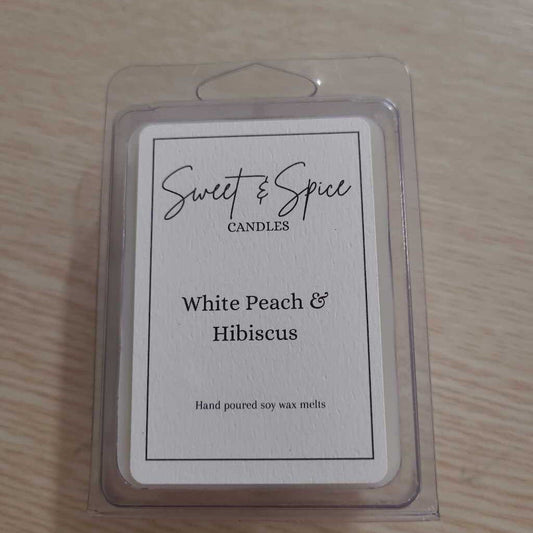 Sweet & Spice
CANDLES
White Peach &
Hibiscus
Hand poured soy wax melts